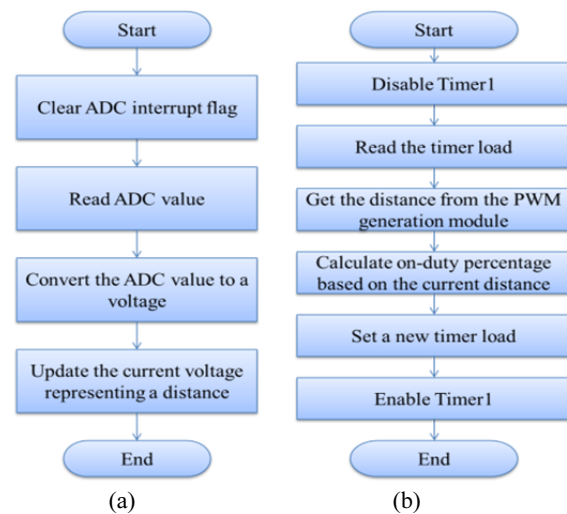 Start
Clear ADC interrupt flag
Read ADC value
Convert the ADC value to a
voltage
Update the current voltage
representing a distance
End
(a)
Start
Disable Timer1
Read the timer load
Get the distance from the PWM
generation module
Calculate on-duty percentage
based on the current distance
Set a new timer load
Enable Timer1
End
(b)